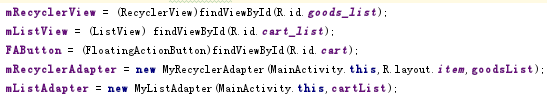 mRecyclerView = (RecyclerView)findViewById(R.id.goods_list);
mListView = (ListView) findViewById(R.id.cart_list);
FAButton = (FloatingActionButton)findViewById(R.id.cart);
mRecyclerAdapter = new MyRecyclerAdapter(MainActivity.this,R.layout.item,goodsList);
mListAdapter = new MyListAdapter(MainActivity.this,cartList);